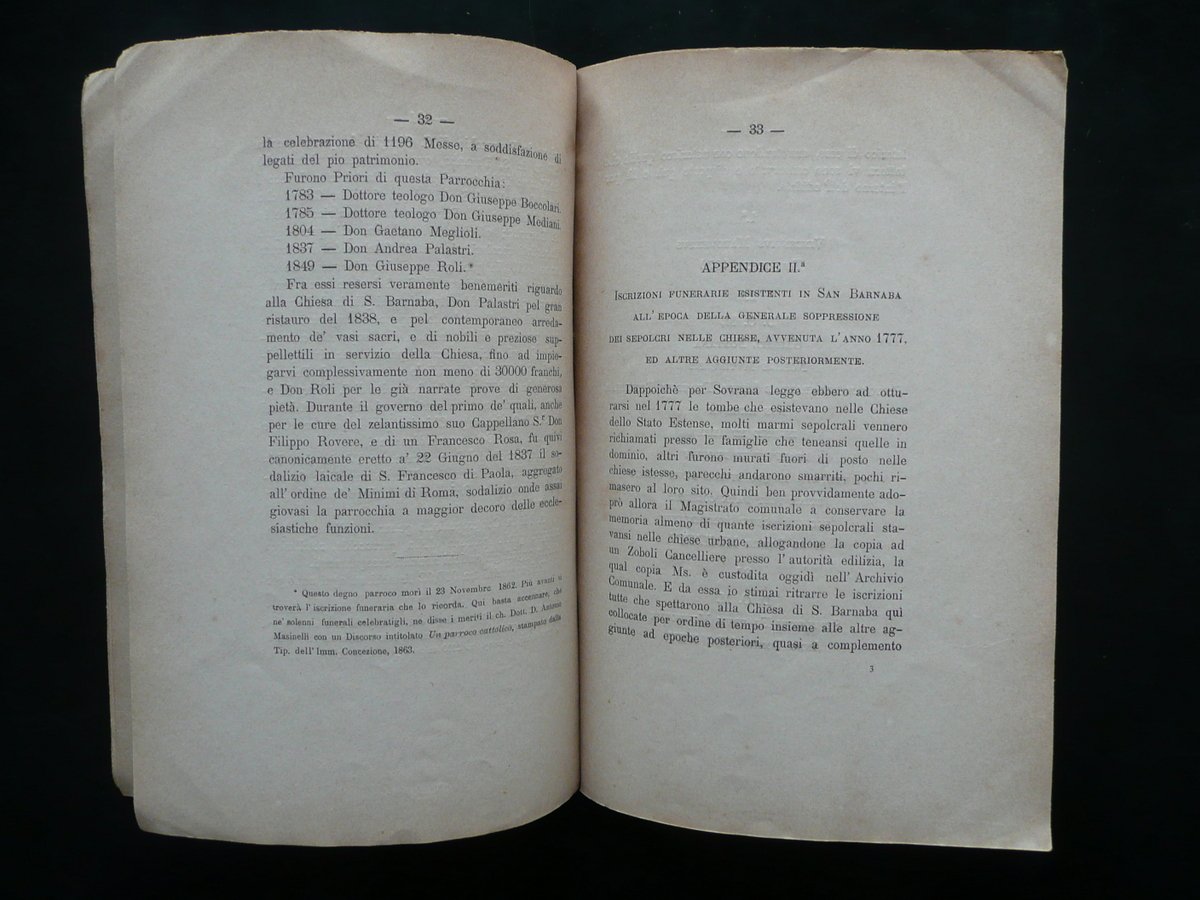 — 32 —
la celebrazione di 1196 Messe, a soddisfazione di
legati del pio patrimonio.
Furono Priori di questa Parrocchia:
1783 — Dottore teologo Don Giuseppe Boccolari.
1785 — Dottore teologo Don Giuseppe Mediani.
1804 — Don Gaetano Meglioli.
1837 — Don Andrea Palastri.
1849 — Don Giuseppe Roli.*
Fra essi resersi veramente benemeriti riguardo
alla Chiesa di S. Barnaba, Don Palastri pel gran
ristauro del 1838, e pel contemporaneo arreda-
mento de' vasi sacri, e di nobili e preziose sup-
pellettili in servizio della Chiesa, fino ad impie-
garvi complessivamente non meno di 30000 franchi,
e Don Roli per le già narrate prove di generosa
pietà. Durante il governo del primo de' quali, anche
per le cure del zelantissimo suo Cappellano S.r Don
Filippo Rovere, e di un Francesco Rosa, fu quivi
canonicamente eretto a' 22 Giugno del 1837 il so-
dalizio laicale di S. Francesco di Paola, aggregato
all' ordine de' Minimi di Roma, sodalizio onde assai
giovasi la parrocchia a maggior decoro delle eccle-
siastiche funzioni.
* Questo degno parroco morì il 23 Novembre 1862. Più avanti si
troverà l' iscrizione funeraria che lo ricorda. Qui basta accennare, che
ne' solenni funerali celebratigli, ne disse i meriti il ch. Dott. D. Antonio
Masinelli con un Discorso intitolato Un parroco cattolico, stampato dalla
Tip. dell' Imm. Concezione, 1863.
— 33 —
APPENDICE II.a
Iscrizioni funerarie esistenti in San Barnaba
all' epoca della generale soppressione
dei sepolcri nelle chiese, avvenuta l' anno 1777,
ed altre aggiunte posteriormente.
Dappoichè per Sovrana legge ebbero ad ottu-
rarsi nel 1777 le tombe che esistevano nelle Chiese
dello Stato Estense, molti marmi sepolcrali vennero
richiamati presso le famiglie che teneansi quelle in
dominio, altri furono murati fuori di posto nelle
chiese istesse, parecchi andarono smarriti, pochi ri-
masero al loro sito. Quindi ben provvidamente ado-
prò allora il Magistrato comunale a conservare la
memoria almeno di quante iscrizioni sepolcrali sta-
vansi nelle chiese urbane, allogandone la copia ad
un Zoboli Cancelliere presso l' autorità edilizia, la
qual copia Ms. è custodita oggidì nell' Archivio
Comunale. E da essa io stimai ritrarre le iscrizioni
tutte che spettarono alla Chiesa di S. Barnaba quì
collocate per ordine di tempo insieme alle altre ag-
giunte ad epoche posteriori, quasi a complemento
3